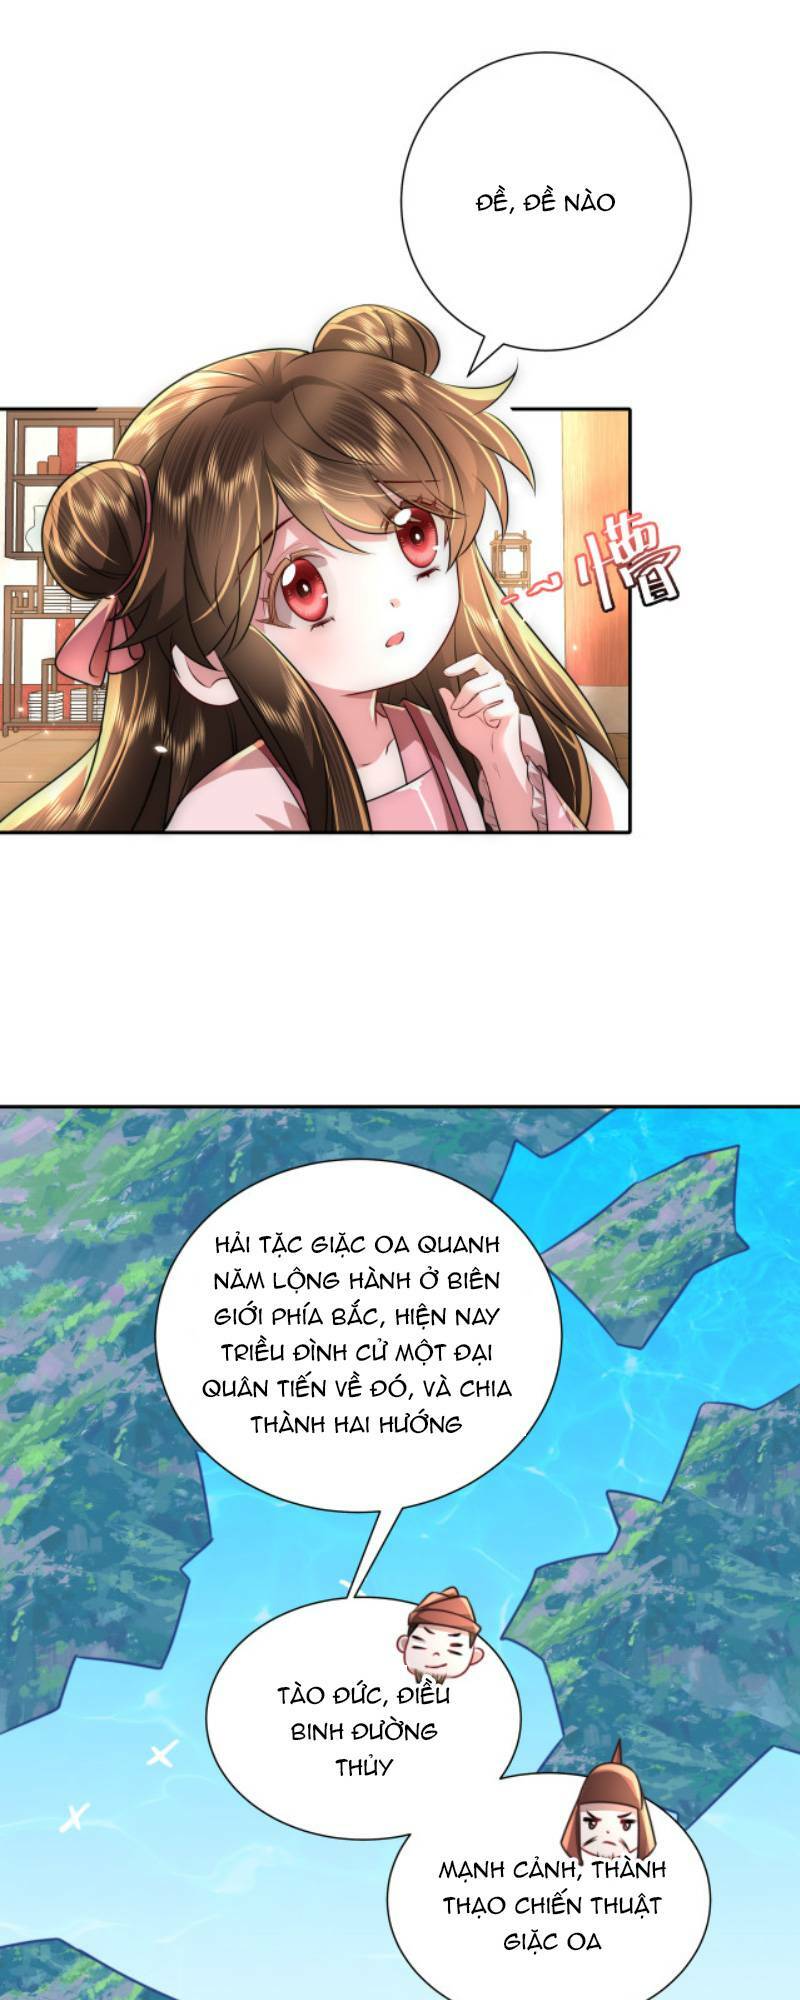 ĐỀ, ĐỀ NÀO
懵
HẢI TẶC GIẶC OA QUANH
NĂM LỘNG HÀNH Ở BIÊN
GIỚI PHÍA BẮC, HIỆN NAY
TRIỀU ĐÌNH CỬ MỘT ĐẠI
QUÂN TIẾN VỀ ĐÓ, VÀ CHIA
THÀNH HAI HƯỚNG
TÀO ĐỨC, ĐIỀU
BINH ĐƯỜNG
THỦY
MẠNH CẢNH, THÀNH
THẠO CHIẾN THUẬT
GIẶC OA